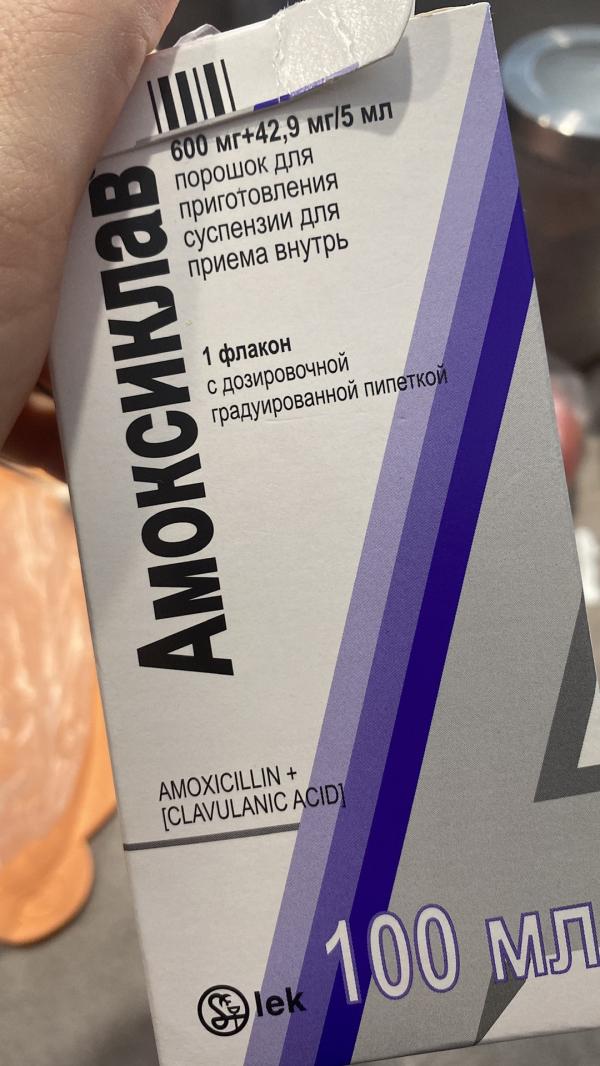 Амоксиклав
600 мг+42,9 мг/5 мл
порошок для
приготовления
суспензии для
приема внутрь
1 флакон
с дозировочной
градуированной пипеткой
AMOXICILLIN +
[CLAVULANIC ACID]
lek
100 мл